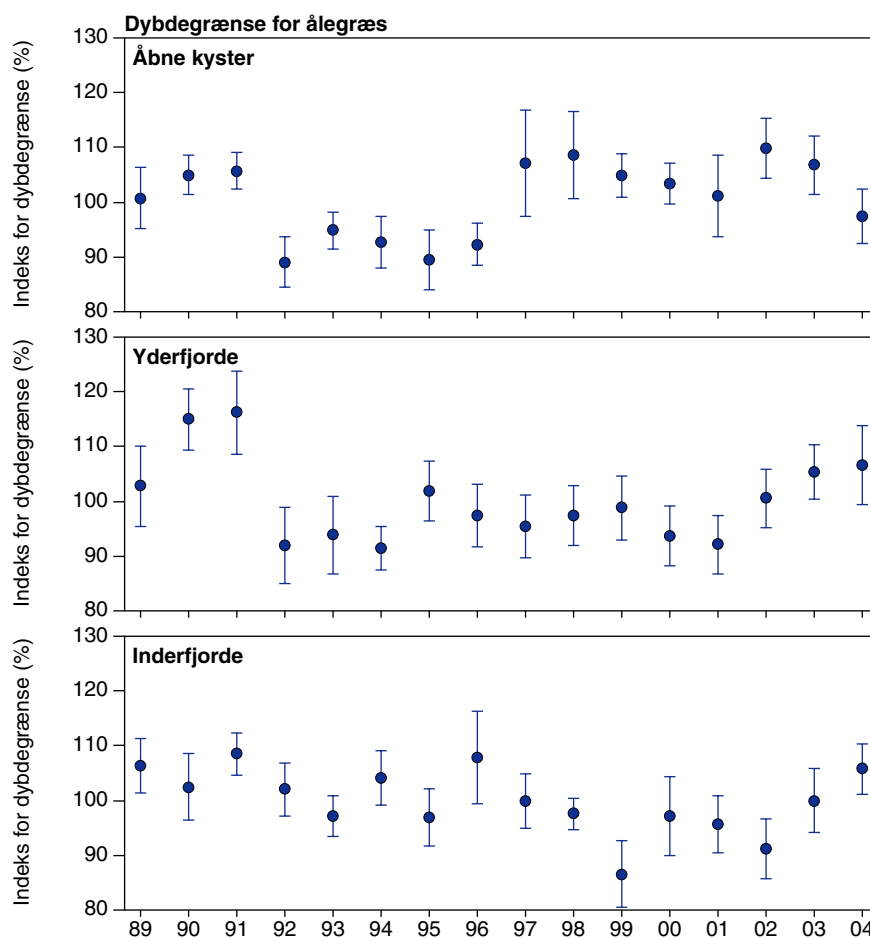 Dybdegrænse for ålegræs
Indeks for dybdegrænse (%)
130
120
110
100
90
80
Åbne kyster
Indeks for dybdegrænse (%)
130
120
110
100
90
80
Yderfjorde
Indeks for dybdegrænse (%)
130
120
110
100
90
80
Inderfjorde
89 90 91 92 93 94 95 96 97 98 99 00 01 02 03 04